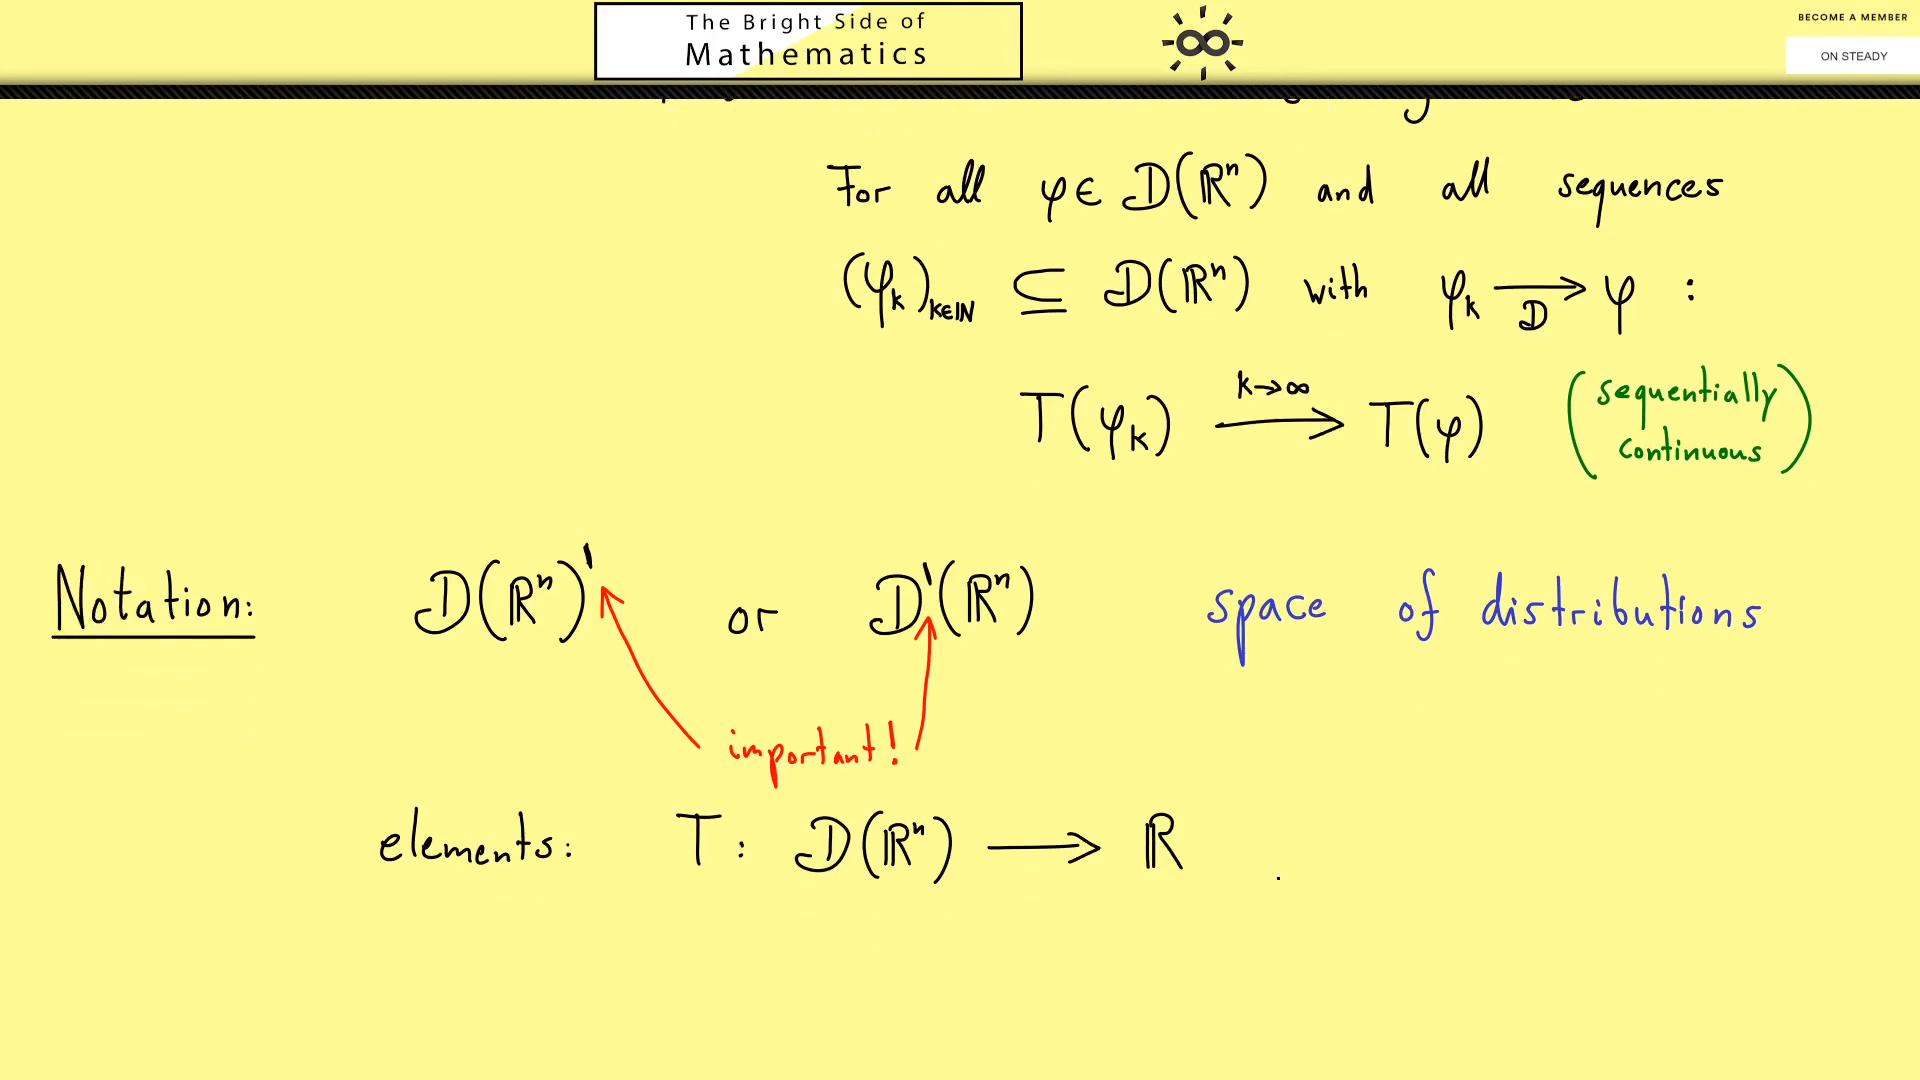 The Bright Side of
Mathematics
BECOME A MEMBER
ON STEADY
For all φ ∈ 𝒟(ℝⁿ) and all sequences
(φₖ)ₖ∈ℕ ⊆ 𝒟(ℝⁿ) with φₖ ⟶ φ :
𝒟
k→∞
T(φₖ) ⟶ T(φ) (sequentially
continuous)
Notation: 𝒟(ℝⁿ)' or 𝒟'(ℝⁿ) space of distributions
important!
elements: T: 𝒟(ℝⁿ) ⟶ ℝ